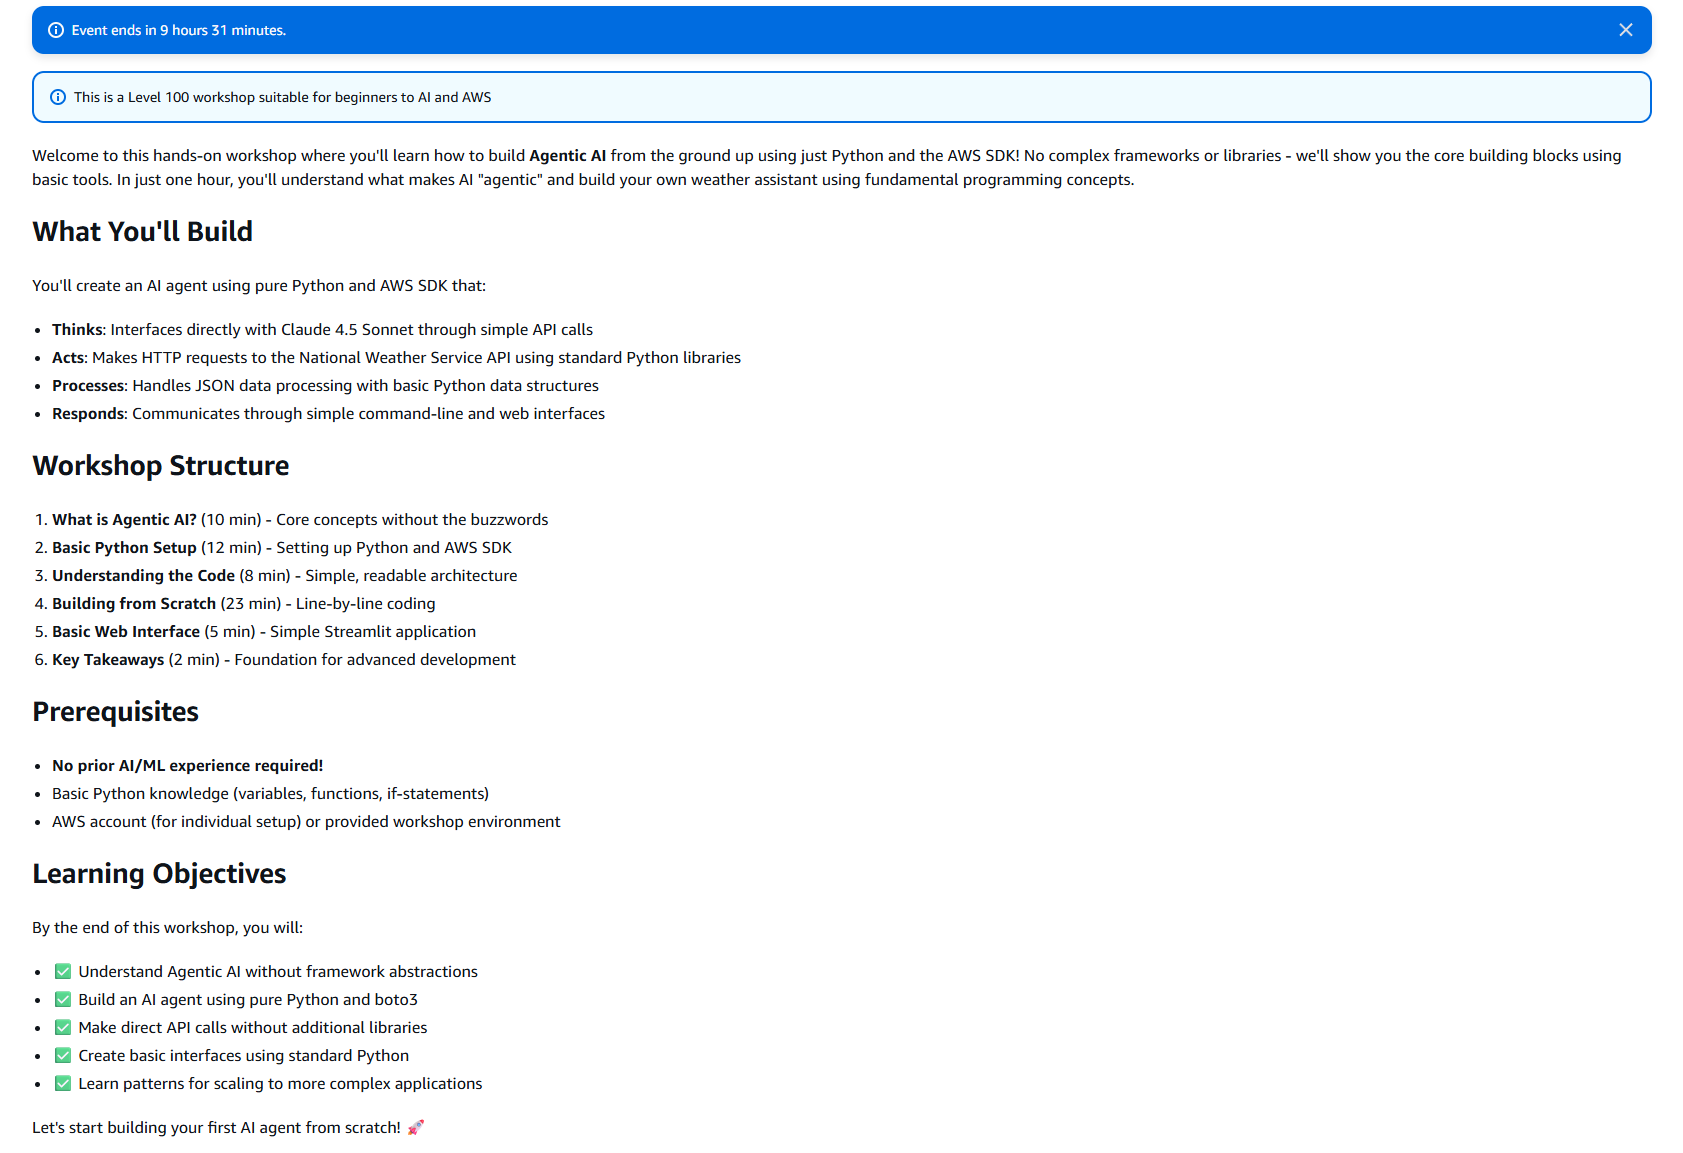 Event ends in 9 hours 31 minutes.
This is a Level 100 workshop suitable for beginners to AI and AWS
Welcome to this hands-on workshop where you'll learn how to build Agentic AI from the ground up using just Python and the AWS SDK! No complex frameworks or libraries - we'll show you the core building blocks using
basic tools. In just one hour, you'll understand what makes AI "agentic" and build your own weather assistant using fundamental programming concepts.
What You'll Build
You'll create an AI agent using pure Python and AWS SDK that:
• Thinks: Interfaces directly with Claude 4.5 Sonnet through simple API calls
• Acts: Makes HTTP requests to the National Weather Service API using standard Python libraries
• Processes: Handles JSON data processing with basic Python data structures
• Responds: Communicates through simple command-line and web interfaces
Workshop Structure
1. What is Agentic AI? (10 min) - Core concepts without the buzzwords
2. Basic Python Setup (12 min) - Setting up Python and AWS SDK
3. Understanding the Code (8 min) - Simple, readable architecture
4. Building from Scratch (23 min) - Line-by-line coding
5. Basic Web Interface (5 min) - Simple Streamlit application
6. Key Takeaways (2 min) - Foundation for advanced development
Prerequisites
• No prior AI/ML experience required!
• Basic Python knowledge (variables, functions, if-statements)
• AWS account (for individual setup) or provided workshop environment
Learning Objectives
By the end of this workshop, you will:
• ✅ Understand Agentic AI without framework abstractions
• ✅ Build an AI agent using pure Python and boto3
• ✅ Make direct API calls without additional libraries
• ✅ Create basic interfaces using standard Python
• ✅ Learn patterns for scaling to more complex applications
Let's start building your first AI agent from scratch! 🚀